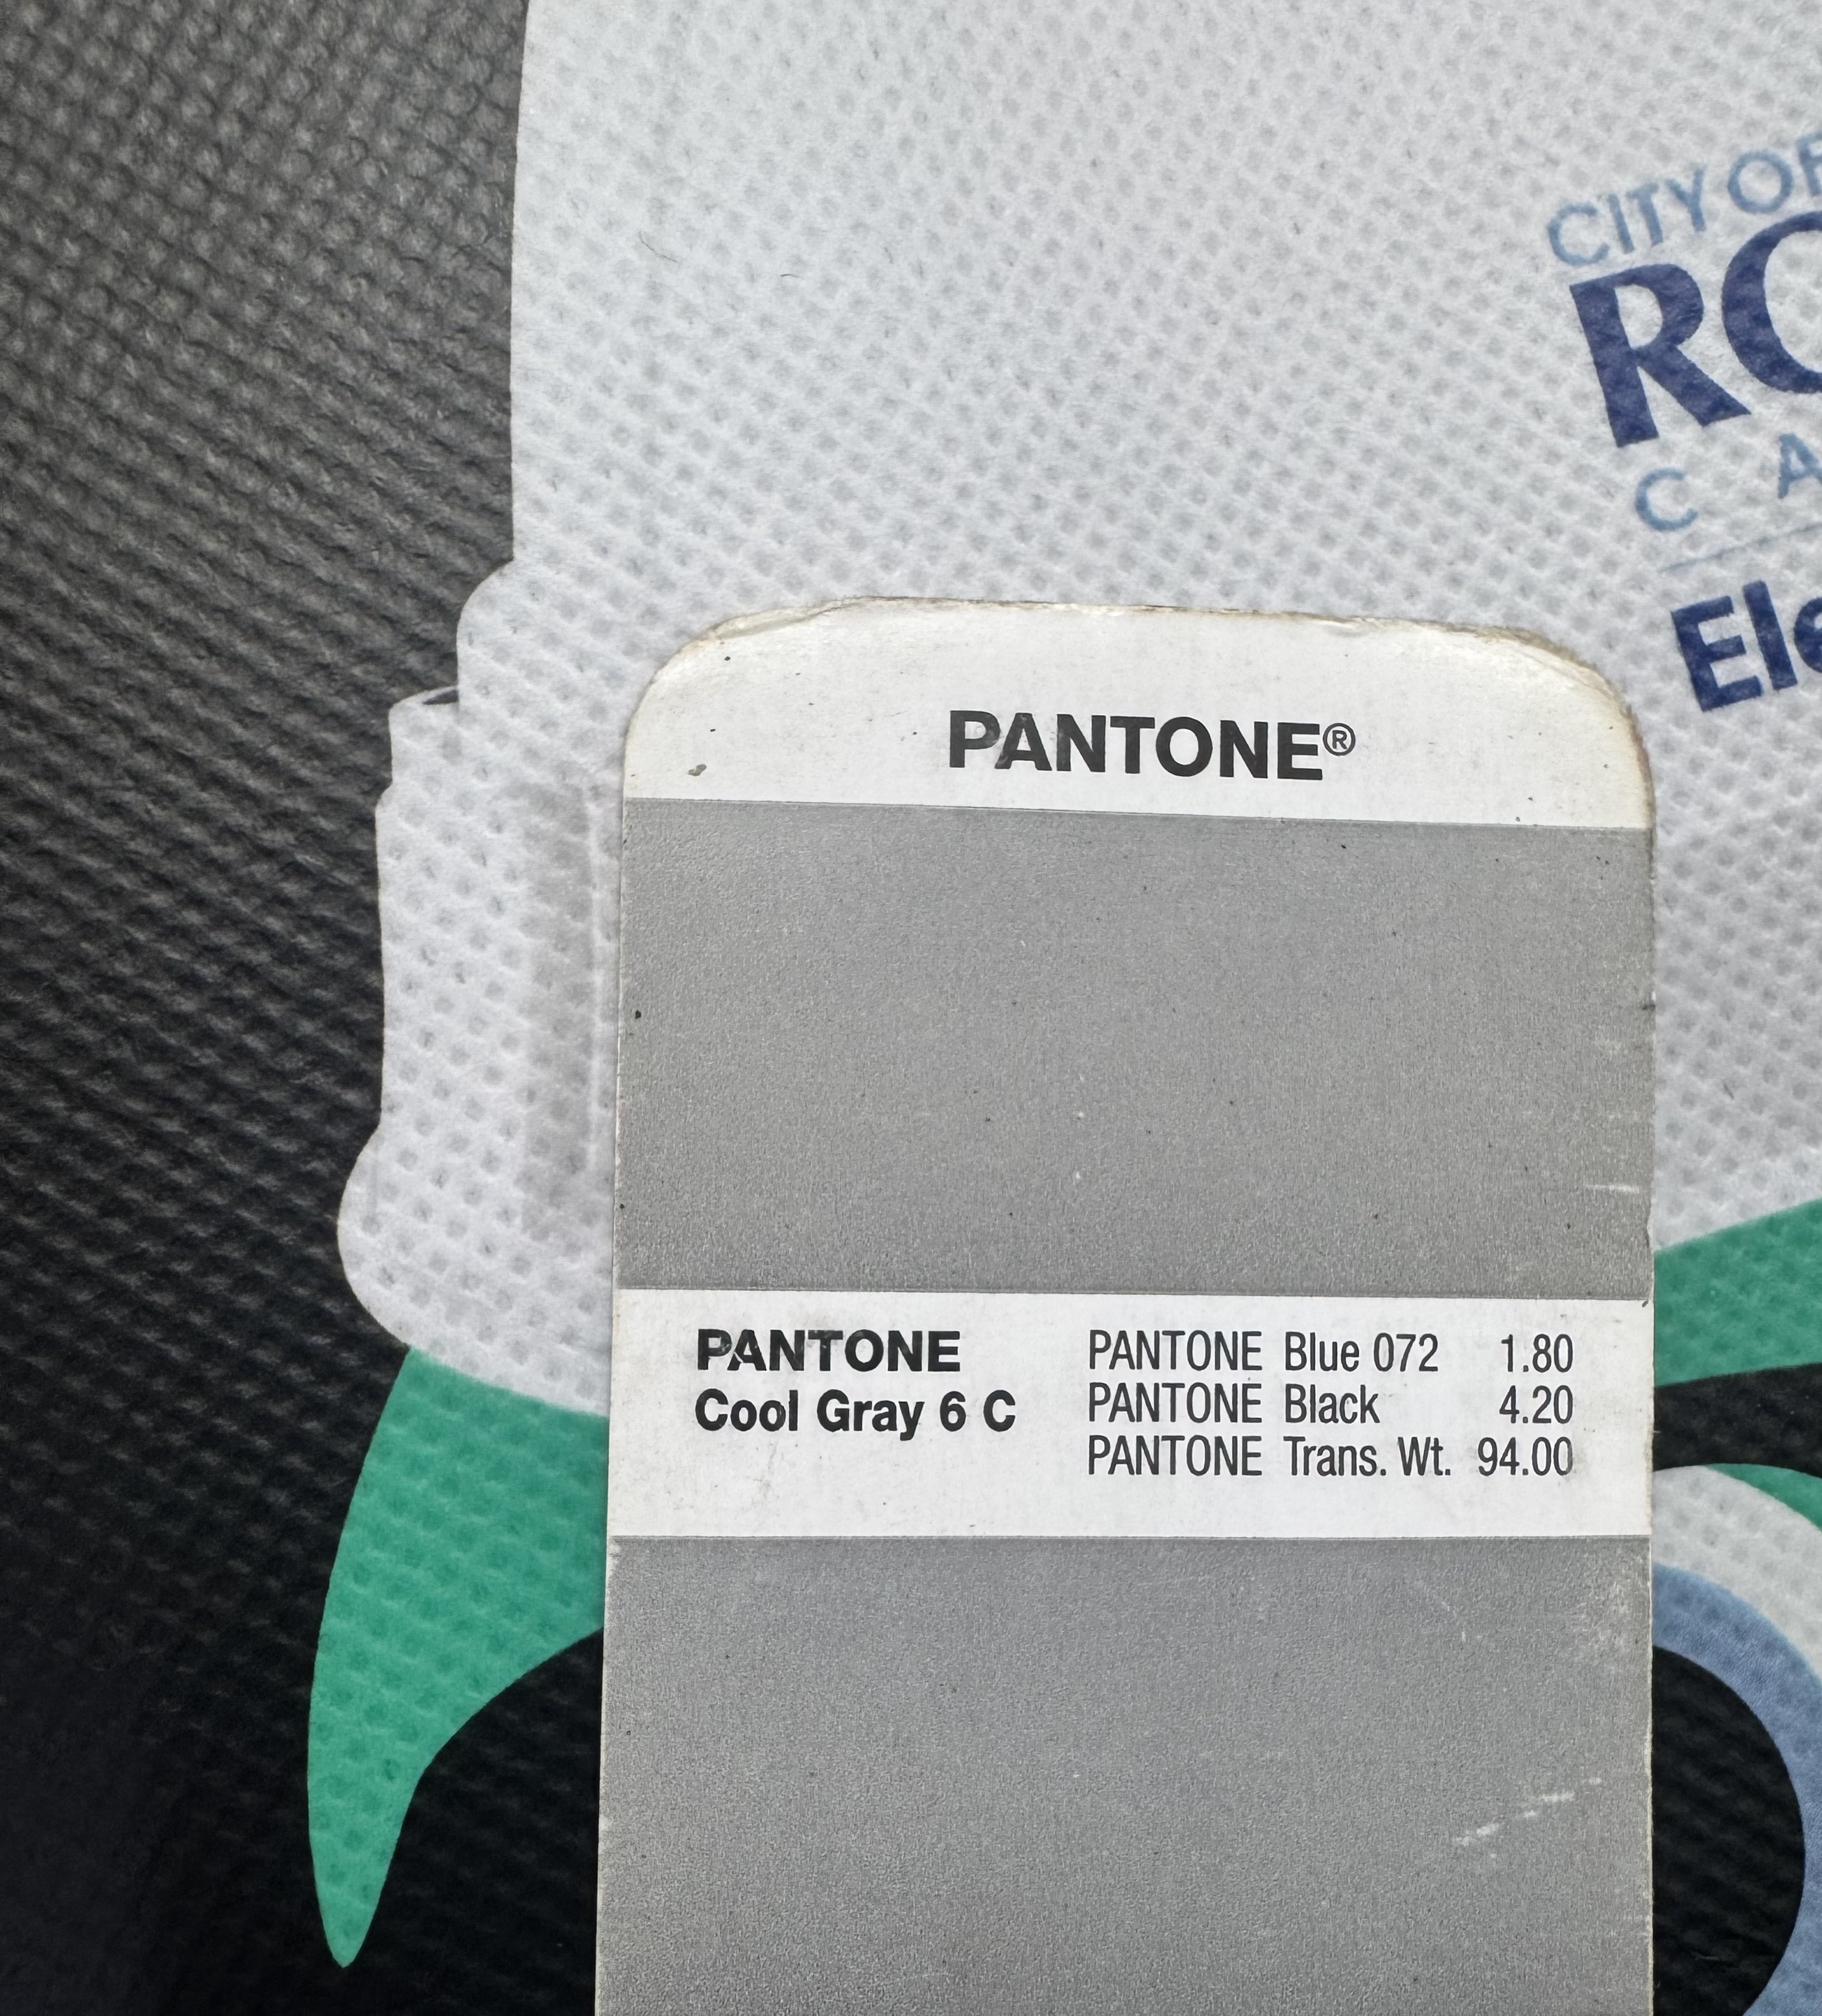 CITY OF
RO
C A
Ele
PANTONE®
PANTONE
Cool Gray 6 C
PANTONE Blue 072 1.80
PANTONE Black 4.20
PANTONE Trans. Wt. 94.00